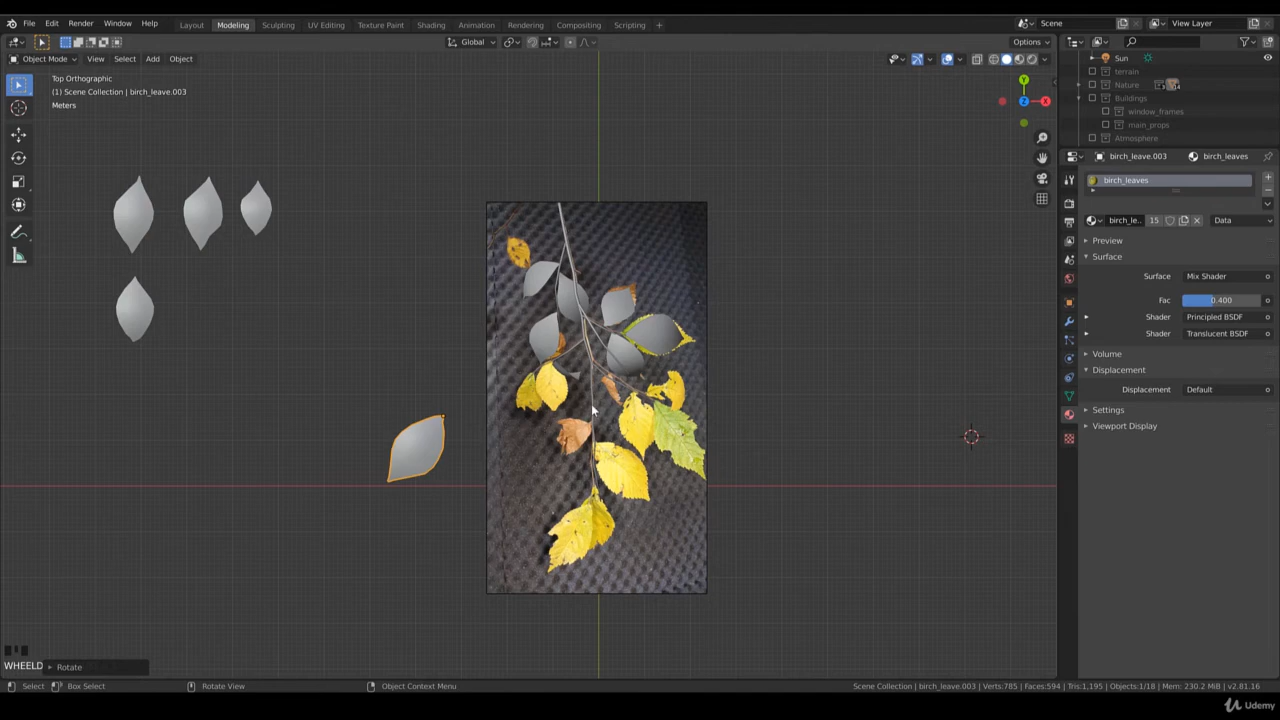 File Edit Render Window Help Layout Modeling Sculpting UV Editing Texture Paint Shading Animation Rendering Compositing Scripting + Scene View Layer
Global Options
Object Mode View Select Add Object
Top Orthographic
(1) Scene Collection | birch_leave.003
Meters
Y
Z
X
Sun
terrain
Nature
Buildings
window_frames
main_props
Atmosphere
birch_leave.003 birch_leaves
birch_leaves
birch_le.. 15 Data
Preview
Surface
Surface Mix Shader
Fac 0.400
Shader Principled BSDF
Shader Translucent BSDF
Volume
Displacement
Displacement Default
Settings
Viewport Display
WHEELD Rotate
Select Box Select Rotate View Object Context Menu Scene Collection | birch_leave.003 | Verts:785 | Faces:594 | Tris:1,195 | Objects:1/18 | Mem: 230.2 MiB | v2.81.16
Udemy